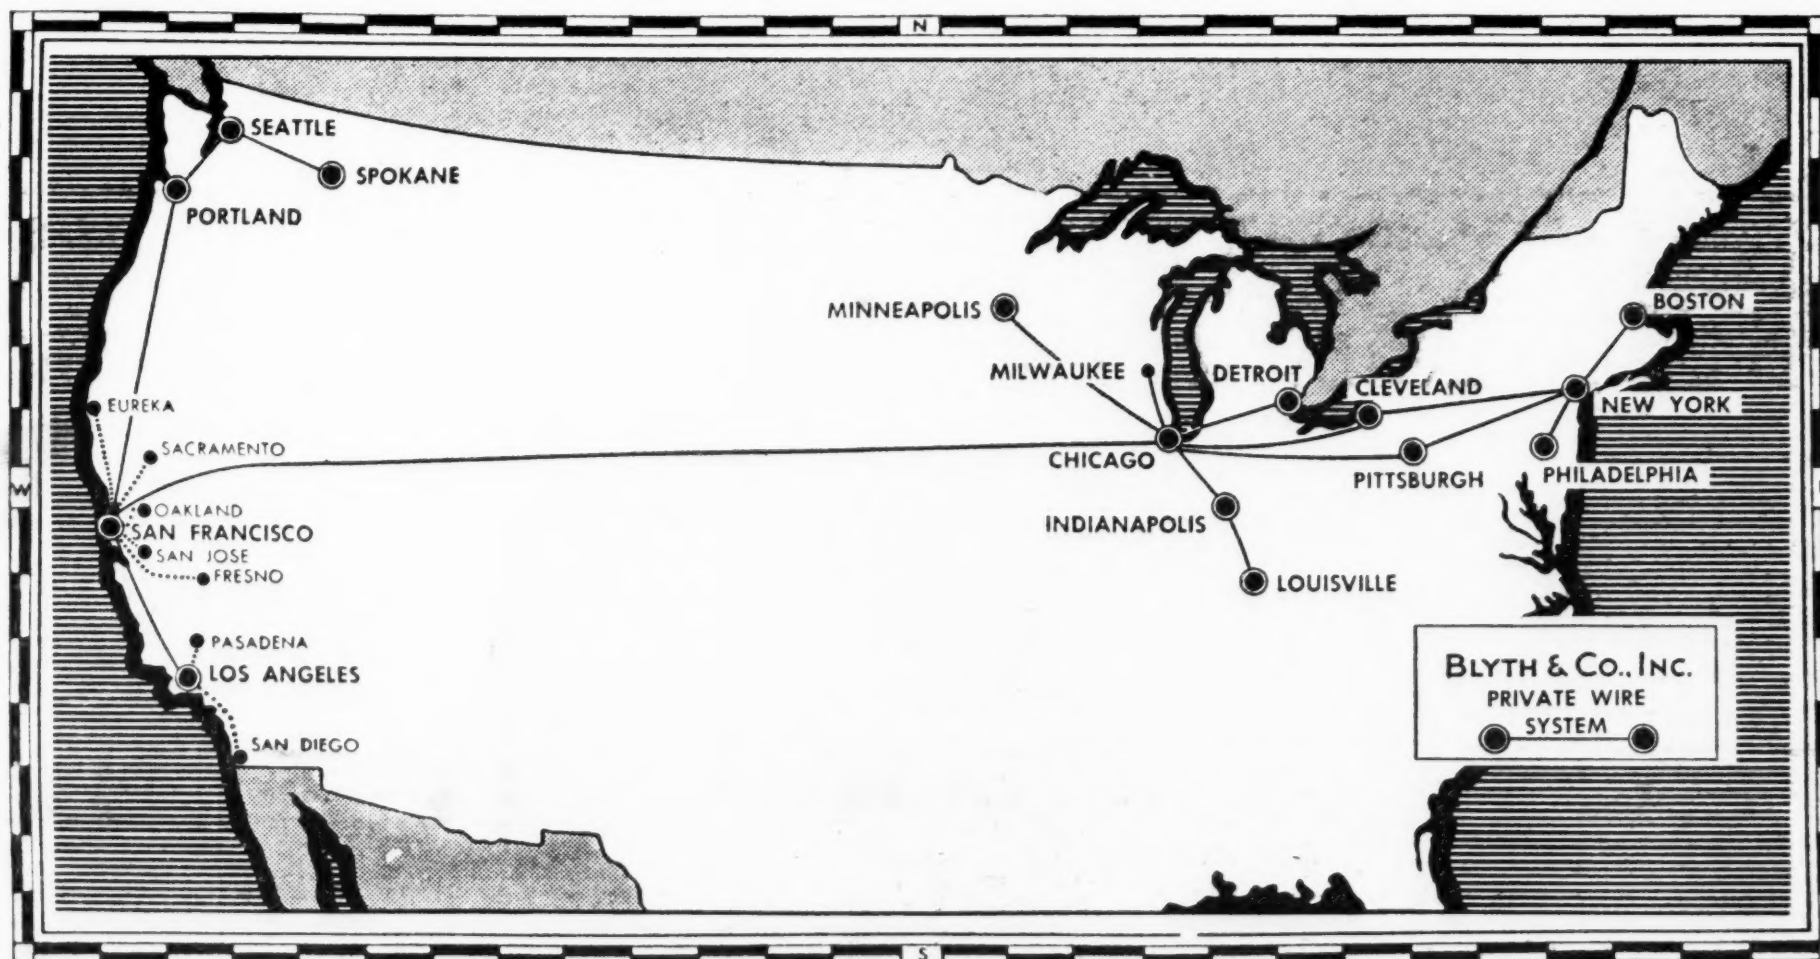 N
SEATTLE
SPOKANE
PORTLAND
MINNEAPOLIS
BOSTON
MILWAUKEE
DETROIT
CLEVELAND
NEW YORK
EUREKA
SACRAMENTO
CHICAGO
PITTSBURGH
PHILADELPHIA
W
OAKLAND
SAN FRANCISCO
INDIANAPOLIS
SAN JOSE
FRESNO
LOUISVILLE
PASADENA
LOS ANGELES
SAN DIEGO
BLYTH & CO., INC.
PRIVATE WIRE
SYSTEM
S